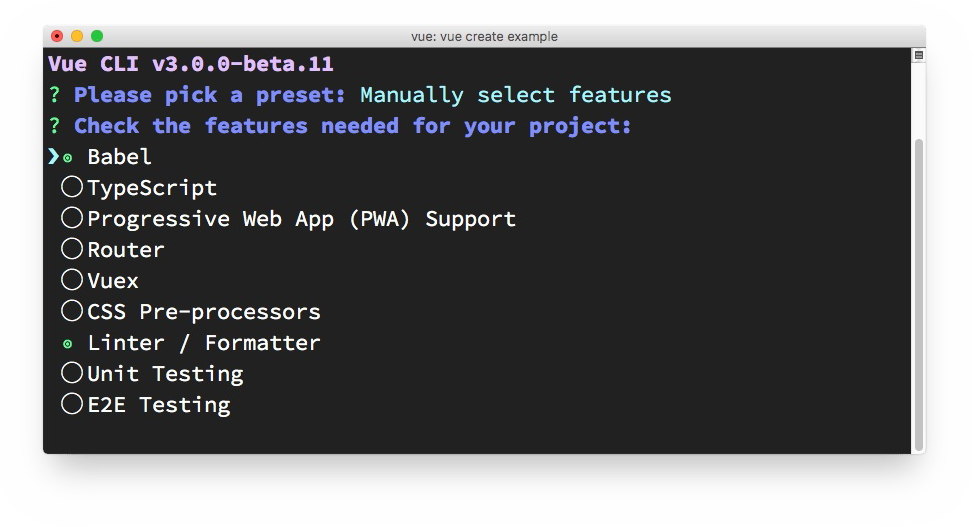 vue: vue create example
Vue CLI v3.0.0-beta.11
? Please pick a preset: Manually select features
? Check the features needed for your project:
❯◉ Babel
◯TypeScript
◯Progressive Web App (PWA) Support
◯Router
◯Vuex
◯CSS Pre-processors
◉ Linter / Formatter
◯Unit Testing
◯E2E Testing